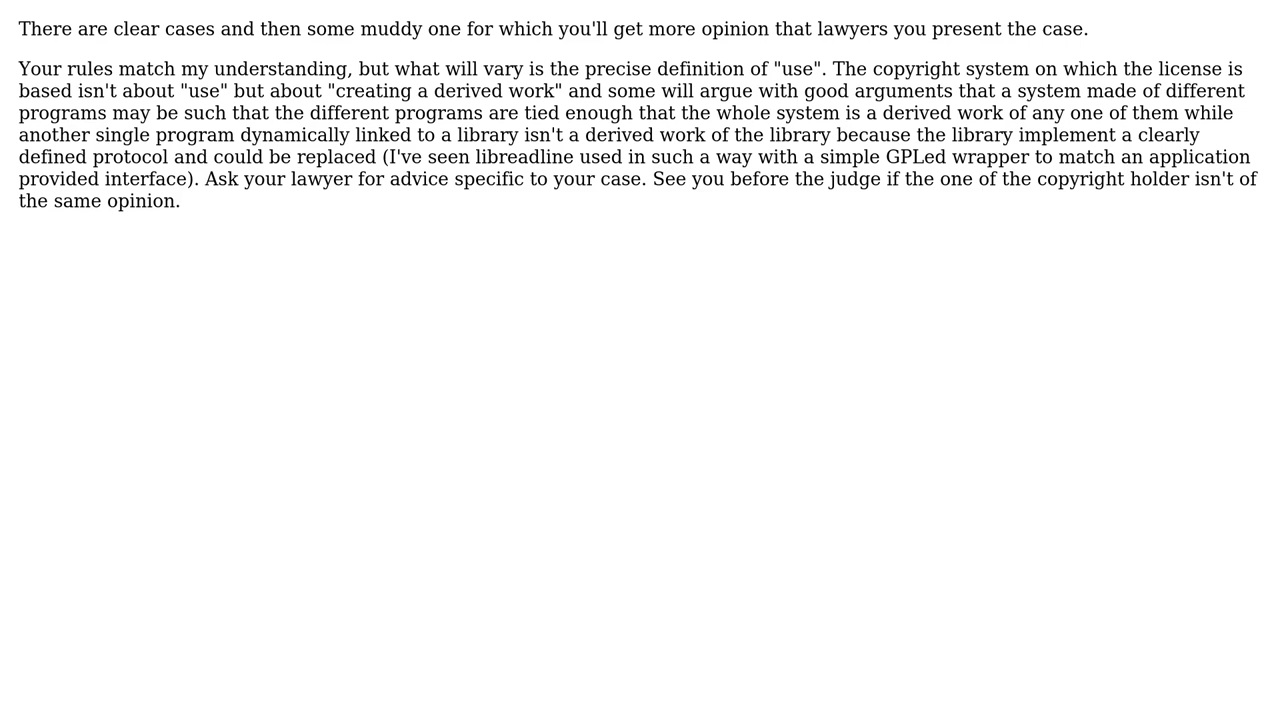 There are clear cases and then some muddy one for which you'll get more opinion that lawyers you present the case.
Your rules match my understanding, but what will vary is the precise definition of "use". The copyright system on which the license is
based isn't about "use" but about "creating a derived work" and some will argue with good arguments that a system made of different
programs may be such that the different programs are tied enough that the whole system is a derived work of any one of them while
another single program dynamically linked to a library isn't a derived work of the library because the library implement a clearly
defined protocol and could be replaced (I've seen libreadline used in such a way with a simple GPLed wrapper to match an application
provided interface). Ask your lawyer for advice specific to your case. See you before the judge if the one of the copyright holder isn't of
the same opinion.